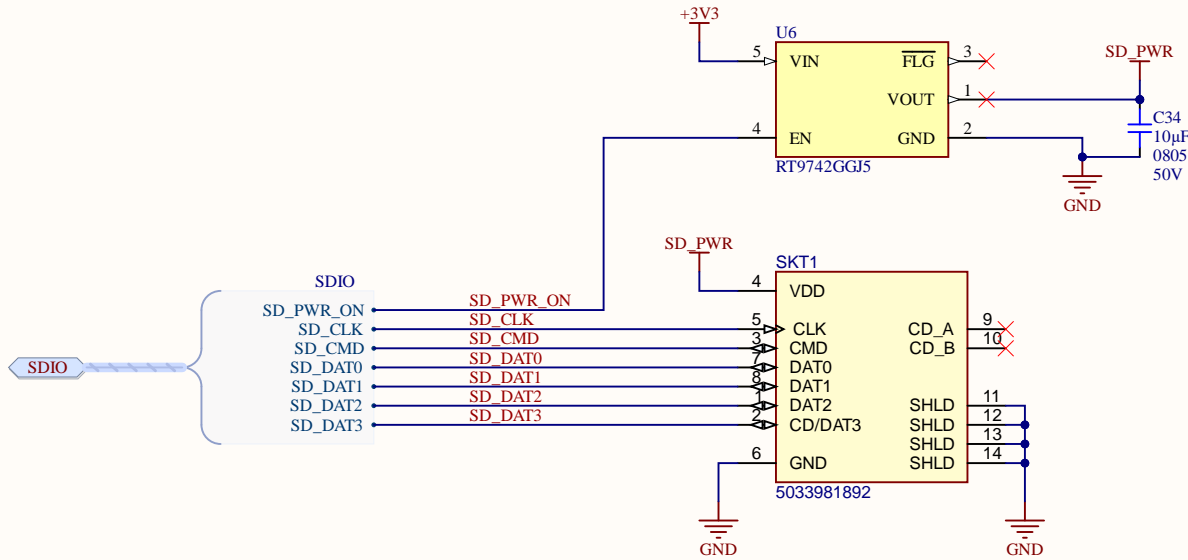 +3V3
U6
5 VIN
FLG 3
VOUT 1
4 EN
GND 2
RT9742GGJ5
SD_PWR
C34
10µF
0805
50V
GND
SD_PWR
SKT1
4 VDD
5 CLK
3 CMD
7 DAT0
8 DAT1
1 DAT2
2 CD/DAT3
6 GND
CD_A 9
CD_B 10
SHLD 11
SHLD 12
SHLD 13
SHLD 14
5033981892
GND
GND
SDIO
SDIO
SD_PWR_ON SD_PWR_ON
SD_CLK SD_CLK
SD_CMD SD_CMD
SD_DAT0 SD_DAT0
SD_DAT1 SD_DAT1
SD_DAT2 SD_DAT2
SD_DAT3 SD_DAT3